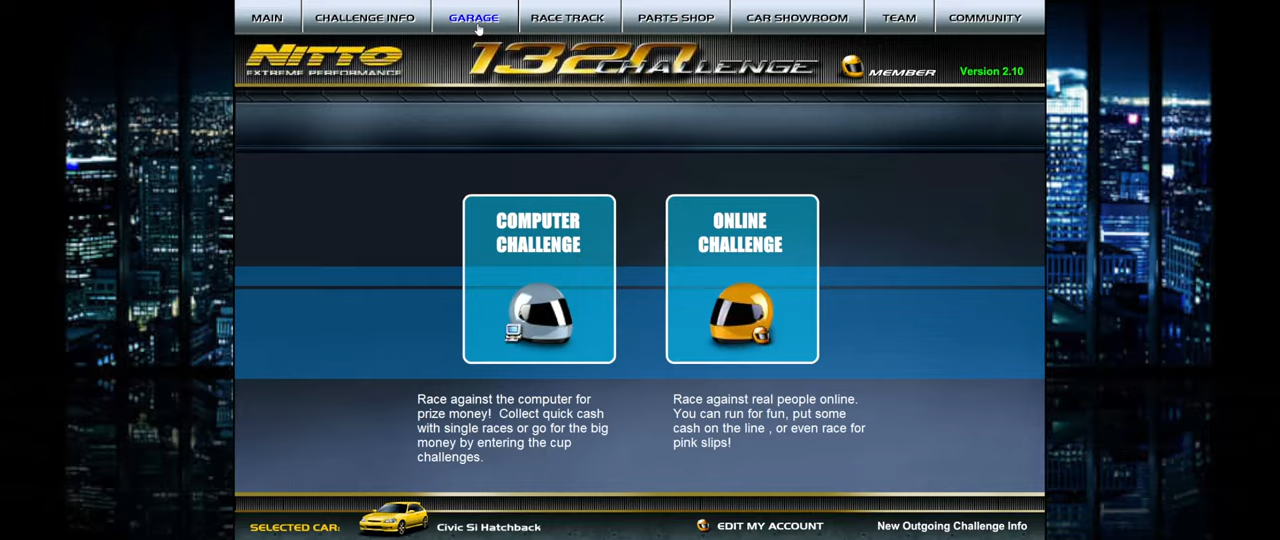 MAIN
CHALLENGE INFO
GARAGE
RACE TRACK
PARTS SHOP
CAR SHOWROOM
TEAM
COMMUNITY
NITTO
EXTREME PERFORMANCE
1320
CHALLENGE
MEMBER
Version 2.10
COMPUTER
CHALLENGE
ONLINE
CHALLENGE
Race against the computer for
prize money!  Collect quick cash
with single races or go for the big
money by entering the cup
challenges.
Race against real people online.
You can run for fun, put some
cash on the line , or even race for
pink slips!
SELECTED CAR:
Civic Si Hatchback
EDIT MY ACCOUNT
New Outgoing Challenge Info